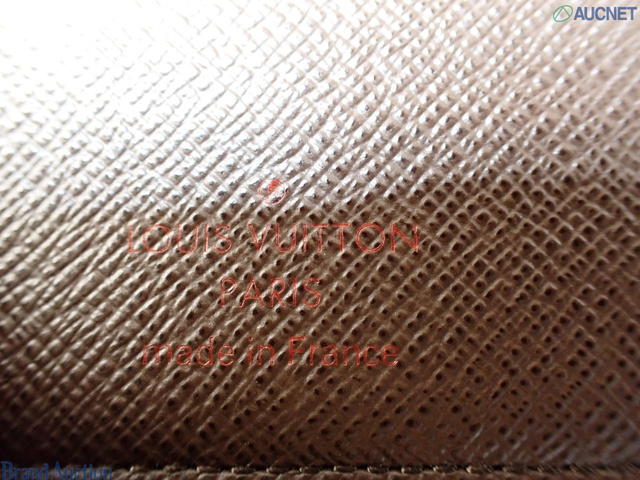 AUCNET
®
LOUIS VUITTON
PARIS
made in France
Brand Auction